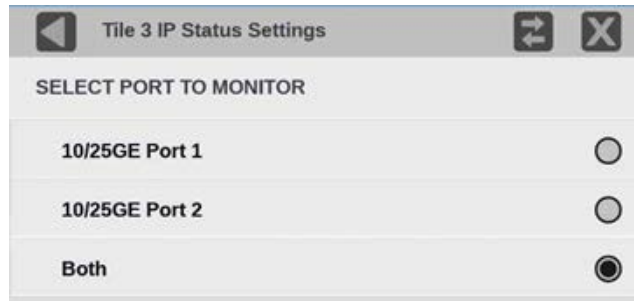 Tile 3 IP Status Settings
SELECT PORT TO MONITOR
10/25GE Port 1
10/25GE Port 2
Both